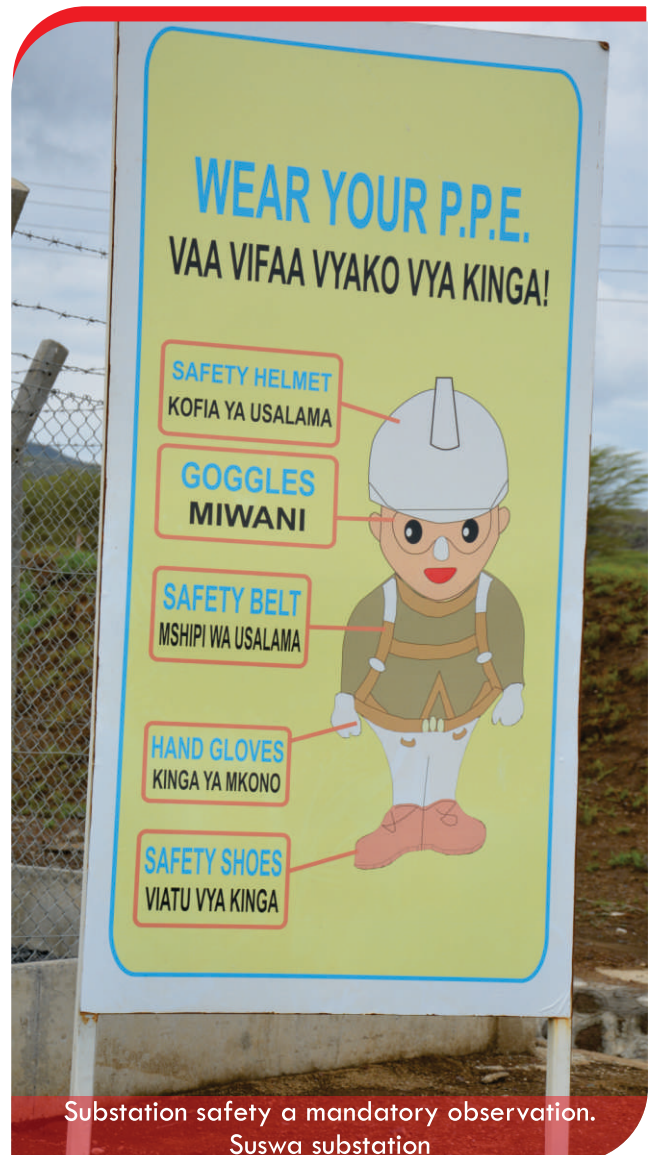 WEAR YOUR P.P.E.
VAA VIFAA VYAKO VYA KINGA!
SAFETY HELMET
KOFIA YA USALAMA
GOGGLES
MIWANI
SAFETY BELT
MSHIPI WA USALAMA
HAND GLOVES
KINGA YA MKONO
SAFETY SHOES
VIATU VYA KINGA
Substation safety a mandatory observation.
Suswa substation